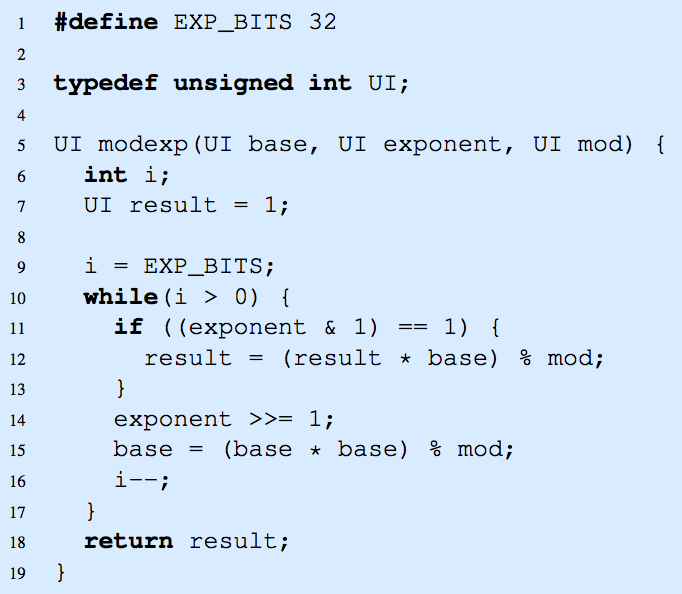 1 #define EXP_BITS 32
2
3 typedef unsigned int UI;
4
5 UI modexp(UI base, UI exponent, UI mod) {
6   int i;
7   UI result = 1;
8
9   i = EXP_BITS;
10   while(i > 0) {
11     if ((exponent & 1) == 1) {
12       result = (result * base) % mod;
13     }
14     exponent >>= 1;
15     base = (base * base) % mod;
16     i--;
17   }
18   return result;
19 }